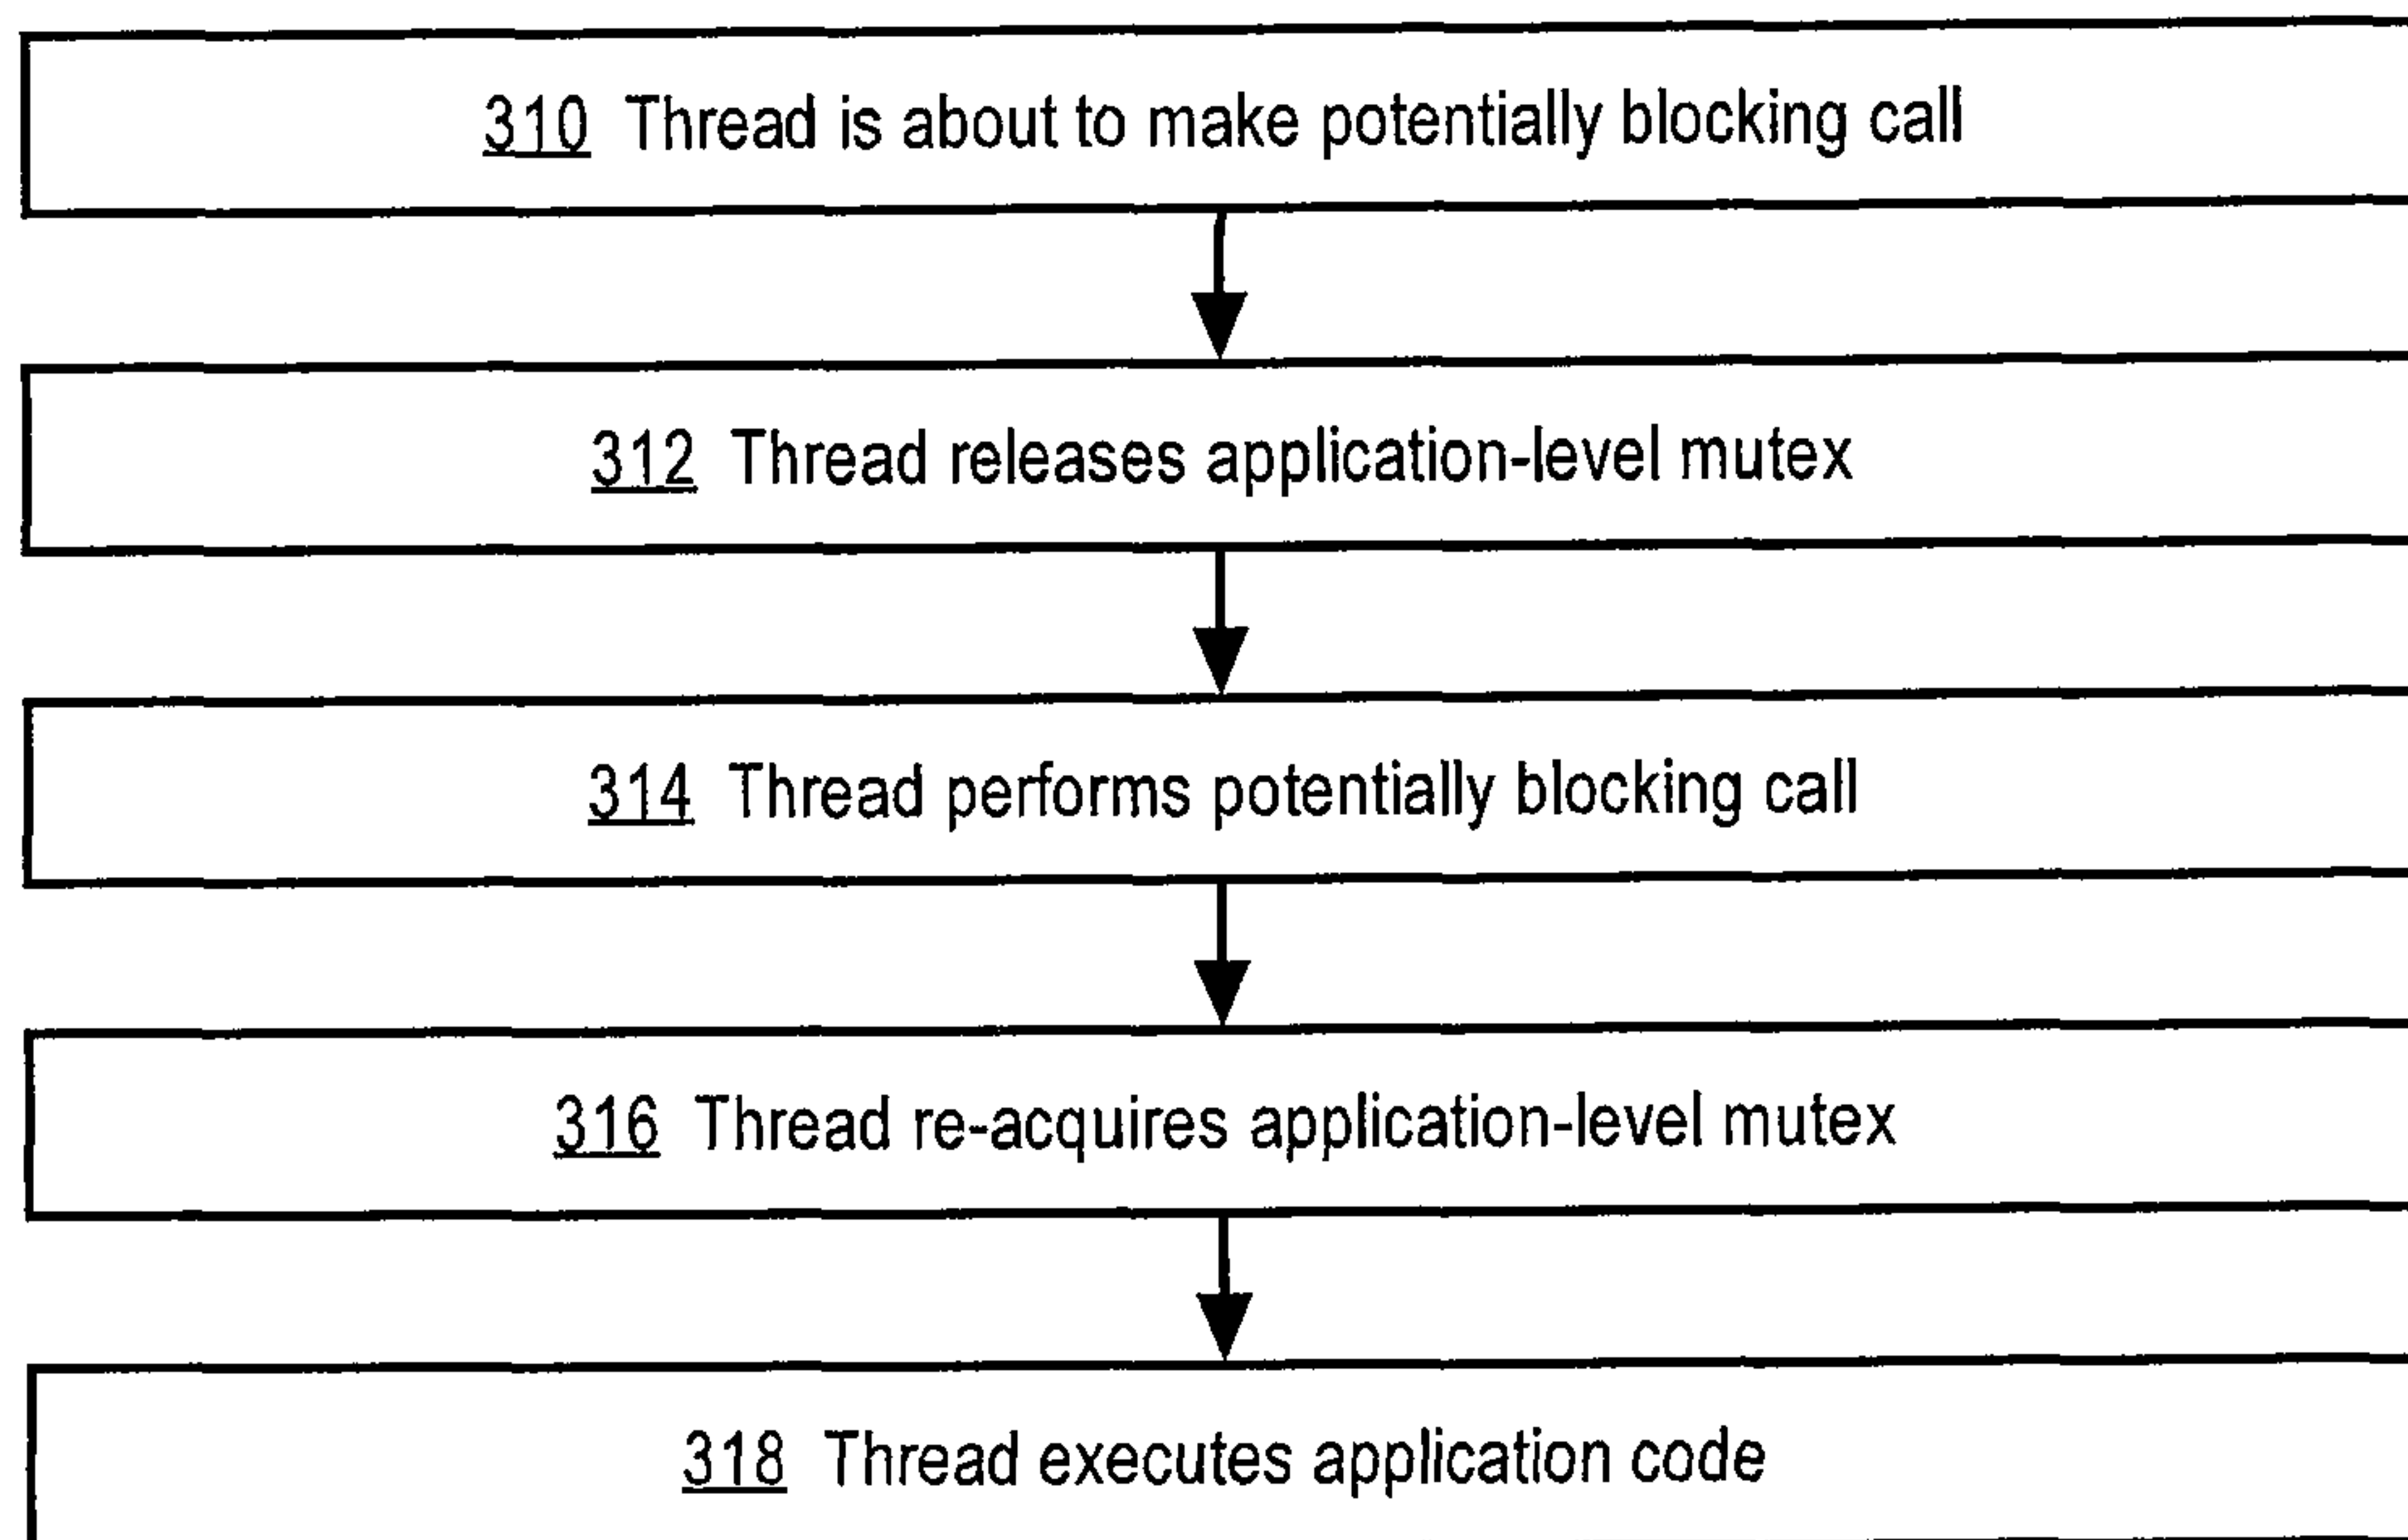 310 Thread is about to make potentially blocking call
312 Thread releases application-level mutex
314 Thread performs potentially blocking call
316 Thread re-acquires application-level mutex
318 Thread executes application code